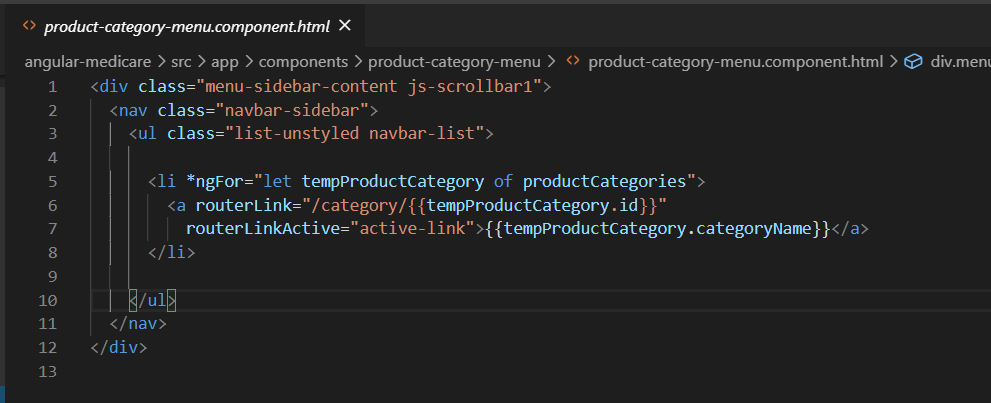 product-category-menu.component.html
angular-medicare > src > app > components > product-category-menu > product-category-menu.component.html >
1 <div class="menu-sidebar-content js-scrollbar1">
2 <nav class="navbar-sidebar">
3 <ul class="list-unstyled navbar-list">
4
5 <li *ngFor="let tempProductCategory of productCategories">
6 <a routerLink="/category/{{tempProductCategory.id}}"
7 routerLinkActive="active-link">{{tempProductCategory.categoryName}}</a>
8 </li>
9
10 </ul>
11 </nav>
12 </div>
13